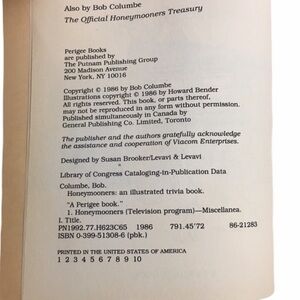 Also by Bob Columbe
The Official Honeymooners Treasury
Perigee Books
are published by
The Putnam Publishing Group
200 Madison Avenue
New York, NY 10016
Copyright © 1986 by Bob Columbe
Illustrations copyright © 1986 by Howard Bender
All rights reserved. This book, or parts thereof,
may not be reproduced in any form without permission.
Published simultaneously in Canada by
General Publishing Co. Limited, Toronto
The publisher and the authors gratefully acknowledge
the assistance and cooperation of Viacom Enterprises.
Designed by Susan Brooker/Levavi & Levavi
Library of Congress Cataloging-in-Publication Data
Columbe, Bob.
Honeymooners: an illustrated trivia book.
"A Perigee book."
1. Honeymooners (Television program)—Miscellanea.
I. Title.
PN1992.77.H623C65 1986 791.45'72 86-21283
ISBN 0-399-51308-6 (pbk.)
PRINTED IN THE UNITED STATES OF AMERICA
1 2 3 4 5 6 7 8 9 10